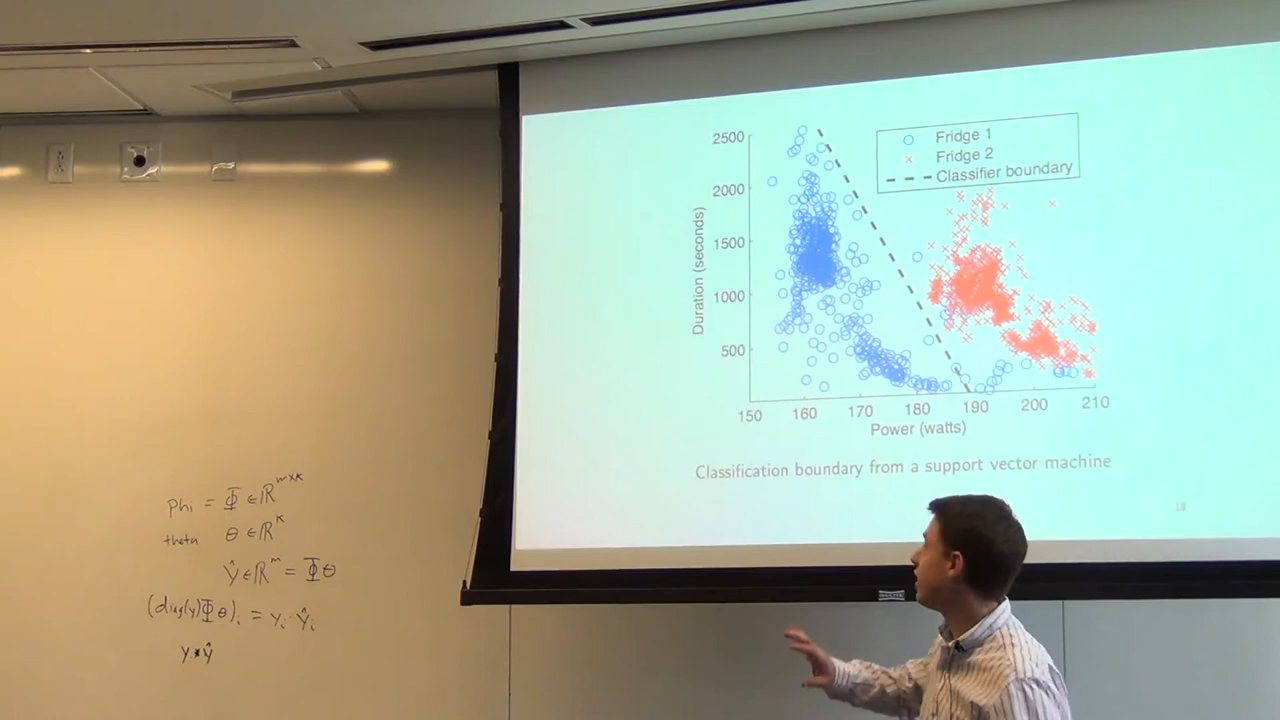 Phi = Φ ∈ ℝ^{m×k}
theta θ ∈ ℝ^k
ŷ ∈ ℝ^m = Φθ
(diag(y)Φθ)_i = y_i · ŷ_i
y.*ŷ
Fridge 1
Fridge 2
Classifier boundary
2500
2000
1500
1000
500
Duration (seconds)
150 160 170 180 190 200 210
Power (watts)
Classification boundary from a support vector machine
18